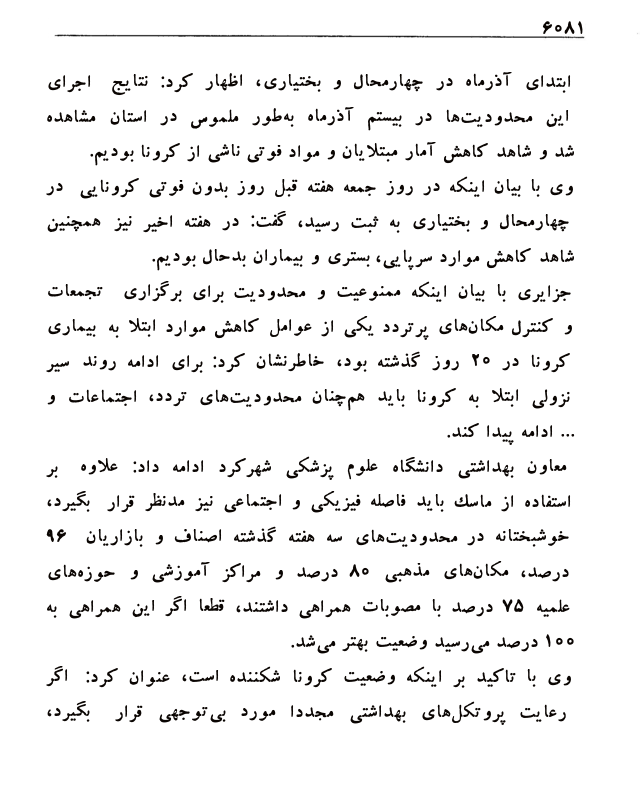 ۶۰۸۱
ابتدای آذرماه در چهارمحال و بختیاری، اظهار کرد: نتایج اجرای
این محدودیت‌ها در بیستم آذرماه به‌طور ملموس در استان مشاهده
شد و شاهد کاهش آمار مبتلایان و مواد فوتی ناشی از کرونا بودیم.
وی با بیان اینکه در روز جمعه هفته قبل روز بدون فوتی کرونایی در
چهارمحال و بختیاری به ثبت رسید، گفت: در هفته اخیر نیز همچنین
شاهد کاهش موارد سرپایی، بستری و بیماران بدحال بودیم.
جزایری با بیان اینکه ممنوعیت و محدودیت برای برگزاری تجمعات
و کنترل مکان‌های پرتردد یکی از عوامل کاهش موارد ابتلا به بیماری
کرونا در ۲۰ روز گذشته بود، خاطرنشان کرد: برای ادامه روند سیر
نزولی ابتلا به کرونا باید هم‌چنان محدودیت‌های تردد، اجتماعات و
... ادامه پیدا کند.
معاون بهداشتی دانشگاه علوم پزشکی شهرکرد ادامه داد: علاوه بر
استفاده از ماسك باید فاصله فیزیکی و اجتماعی نیز مدنظر قرار بگیرد،
خوشبختانه در محدودیت‌های سه هفته گذشته اصناف و بازاریان ۹۶
درصد، مکان‌های مذهبی ۸۰ درصد و مراکز آموزشی و حوزه‌های
علمیه ۷۵ درصد با مصوبات همراهی داشتند، قطعا اگر این همراهی به
۱۰۰ درصد می‌رسید وضعیت بهتر می‌شد.
وی با تاکید بر اینکه وضعیت کرونا شکننده است، عنوان کرد: اگر
رعایت پروتکل‌های بهداشتی مجددا مورد بی‌توجهی قرار بگیرد،